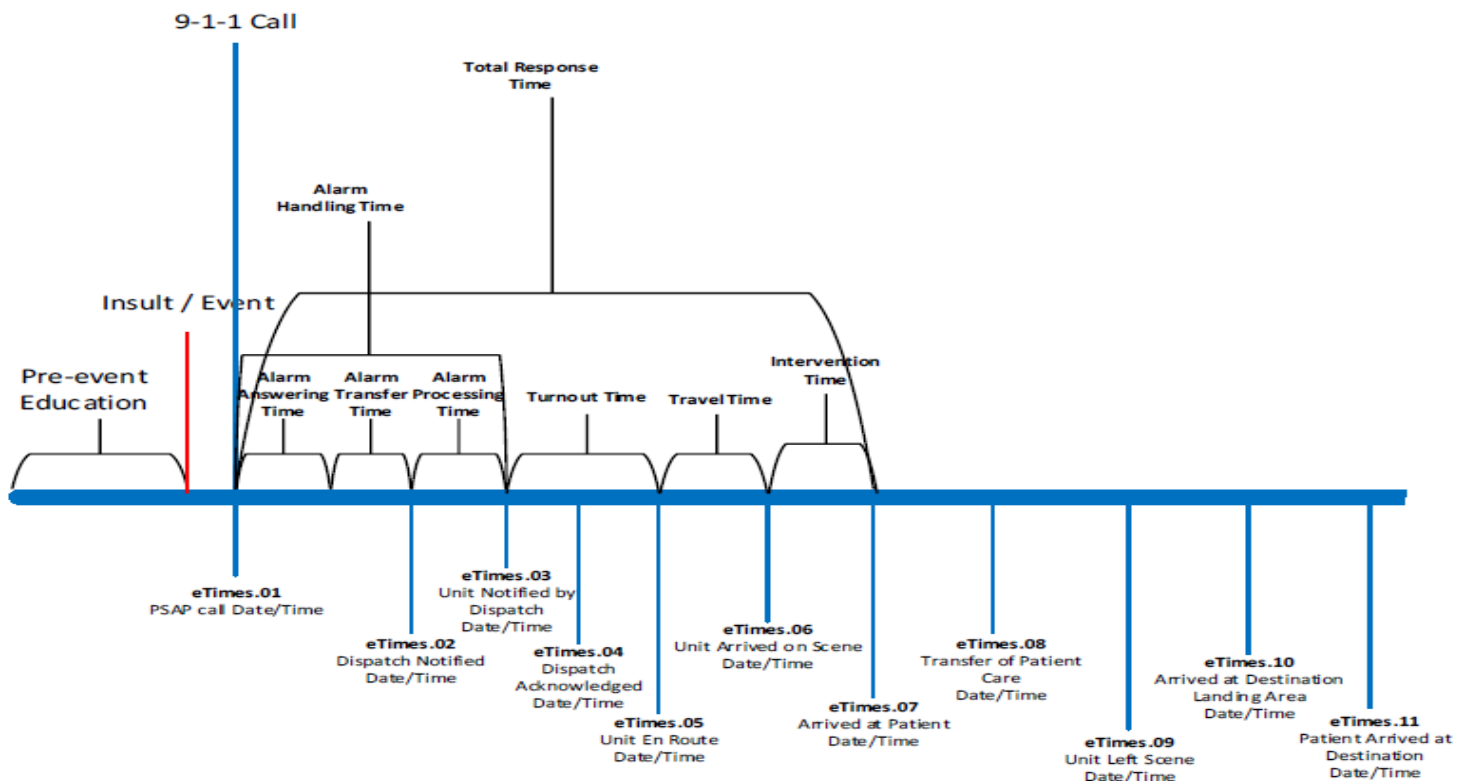 9-1-1 Call
Total Response
Time
Alarm
Handling Time
Insult / Event
Pre-event
Education
Alarm
Answering
Time
Alarm
Transfer
Time
Alarm
Processing
Time
Turnout Time
Travel Time
Intervention
Time
eTimes.01
PSAP call Date/Time
eTimes.02
Dispatch Notified
Date/Time
eTimes.03
Unit Notified by
Dispatch
Date/Time
eTimes.04
Dispatch
Acknowledged
Date/Time
eTimes.05
Unit En Route
Date/Time
eTimes.06
Unit Arrived on Scene
Date/Time
eTimes.07
Arrived at Patient
Date/Time
eTimes.08
Transfer of Patient
Care
Date/Time
eTimes.09
Unit Left Scene
Date/Time
eTimes.10
Arrived at Destination
Landing Area
Date/Time
eTimes.11
Patient Arrived at
Destination
Date/Time